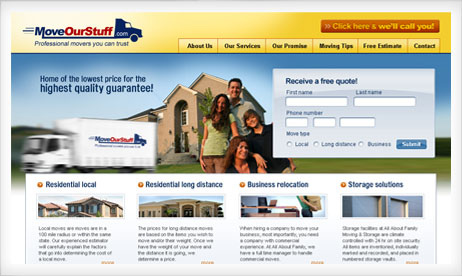 MoveOurStuff.com
Professional movers you can trust
Click here & we'll call you!
About Us
Our Services
Our Promise
Moving Tips
Free Estimate
Contact
Home of the lowest price for the
highest quality guarantee!
MoveOurStuff
Receive a free quote!
First name
Last name
Phone number
Move type
Local
Long distance
Business
Submit
Residential local
Local moves are moves are in a
100 mile radius or within the same
state. Our experienced estimator
will carefully explain the factors
that go into determining the cost of
a local move.
more
Residential long distance
The prices for long distance moves
are based on the items you wish to
move and/or their weight. Once we
have the weight of your move and
the distance it is going, we
determine a price.
more
Business relocation
When hiring a company to move your
business, most importantly, you need
a company with commercial
experience. At All About Family, we
have a full time manager to handle
commercial moves.
more
Storage solutions
Storage facilities at All About Family
Moving & Storage are climate
controlled with 24 hr on site security.
All items are inventoried, individually
marked and recorded, and placed in
numbered storage vaults.
more